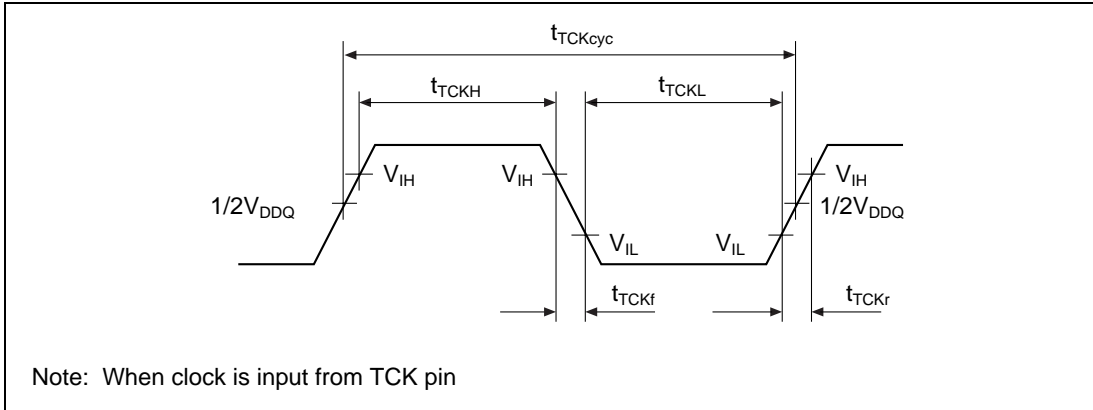 tTCKcyc
tTCKH tTCKL
VIH VIH VIH
1/2VDDQ 1/2VDDQ
VIL VIL
tTCKf tTCKr
Note: When clock is input from TCK pin